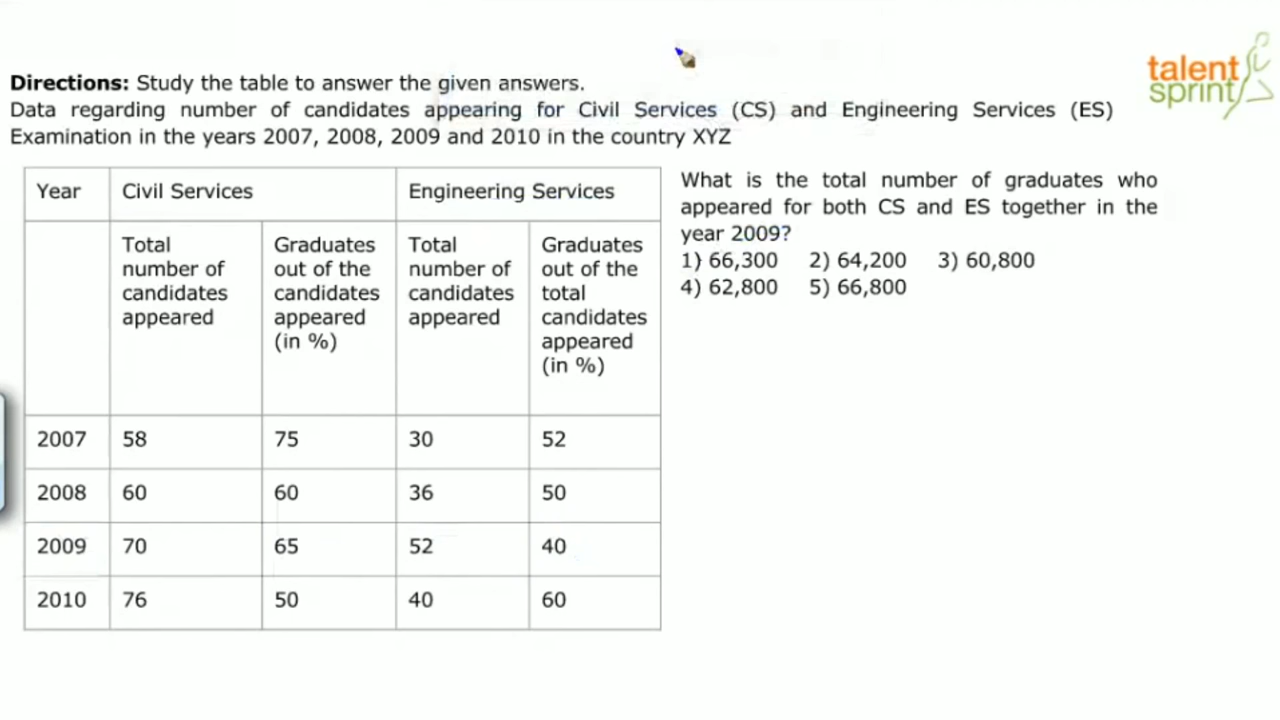 Directions: Study the table to answer the given answers.
Data regarding number of candidates appearing for Civil Services (CS) and Engineering Services (ES)
Examination in the years 2007, 2008, 2009 and 2010 in the country XYZ
talent
sprint
Year Civil Services Engineering Services
Total
number of
candidates
appeared
Graduates
out of the
candidates
appeared
(in %)
Total
number of
candidates
appeared
Graduates
out of the
total
candidates
appeared
(in %)
2007 58 75 30 52
2008 60 60 36 50
2009 70 65 52 40
2010 76 50 40 60
What is the total number of graduates who
appeared for both CS and ES together in the
year 2009?
1) 66,300 2) 64,200 3) 60,800
4) 62,800 5) 66,800